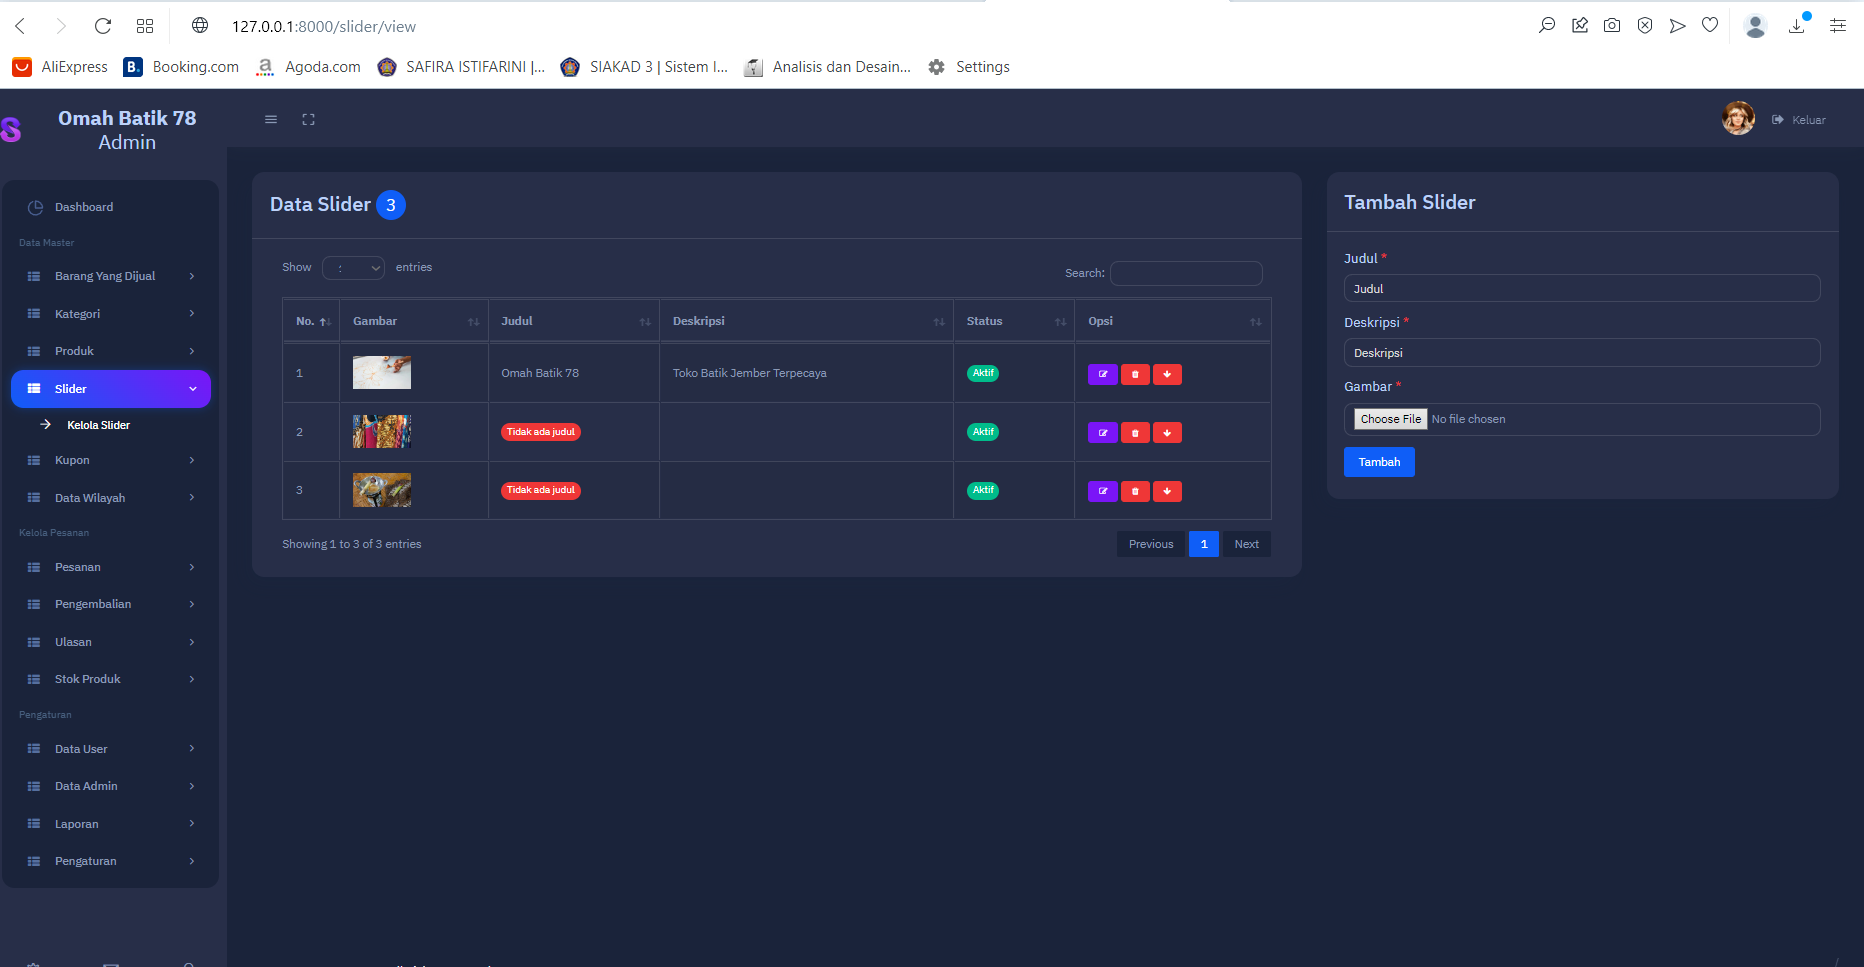 127.0.0.1:8000/slider/view
AliExpress
B. Booking.com
a Agoda.com
SAFIRA ISTIFARINI |...
SIAKAD 3 | Sistem I...
Analisis dan Desain...
Settings
S
Omah Batik 78
Admin
Keluar
Dashboard
Data Master
Barang Yang Dijual
Kategori
Produk
Slider
Kelola Slider
Kupon
Data Wilayah
Kelola Pesanan
Pesanan
Pengembalian
Ulasan
Stok Produk
Pengaturan
Data User
Data Admin
Laporan
Pengaturan
Data Slider 3
Show entries
Search:
No. Gambar Judul Deskripsi Status Opsi
1 Omah Batik 78 Toko Batik Jember Terpecaya Aktif
2 Tidak ada judul Aktif
3 Tidak ada judul Aktif
Showing 1 to 3 of 3 entries
Previous 1 Next
Tambah Slider
Judul *
Judul
Deskripsi *
Deskripsi
Gambar *
Choose File No file chosen
Tambah